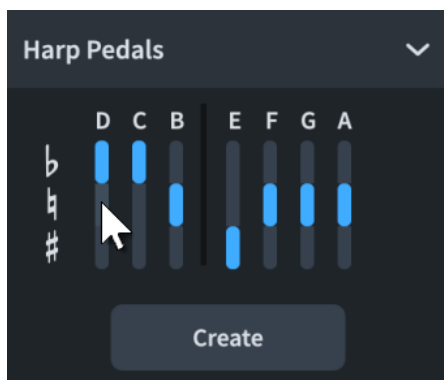 Harp Pedals
D C B E F G A
♭
♮
♯
Create